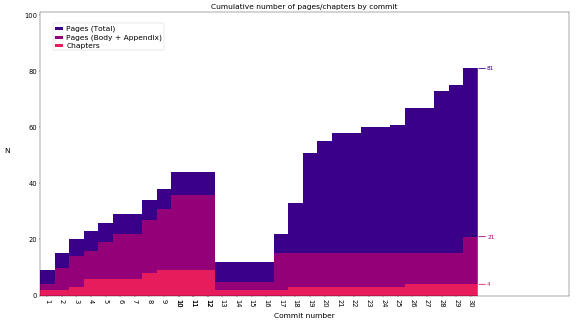 Cumulative number of pages/chapters by commit
100
80
60
40
20
0
N
Pages (Total)
Pages (Body + Appendix)
Chapters
81
21
4
1 2 3 4 5 6 7 8 9 10 11 12 13 14 15 16 17 18 19 20 21 22 23 24 25 26 27 28 29 30
Commit number